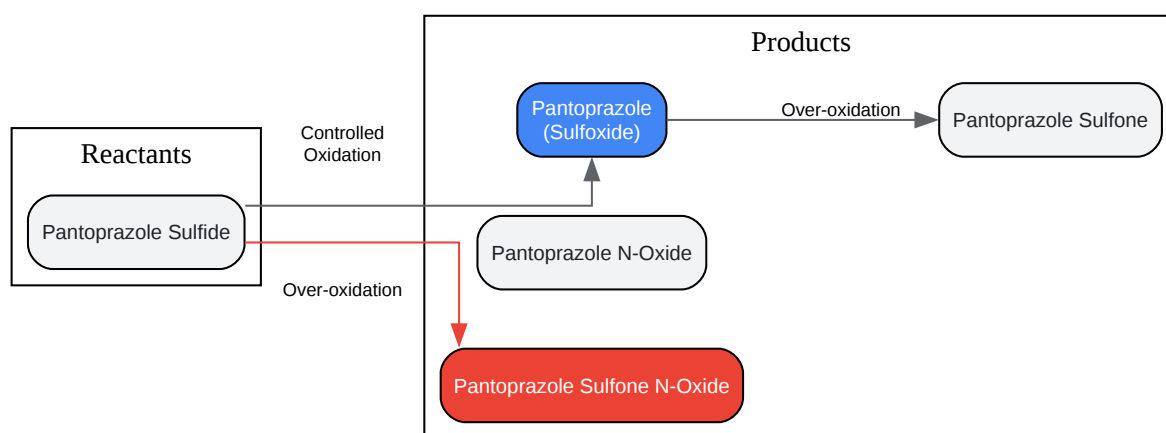 Products
Pantoprazole
(Sulfoxide)
Over-oxidation
Pantoprazole Sulfone
Controlled
Oxidation
Reactants
Pantoprazole Sulfide
Pantoprazole N-Oxide
Over-oxidation
Pantoprazole Sulfone N-Oxide